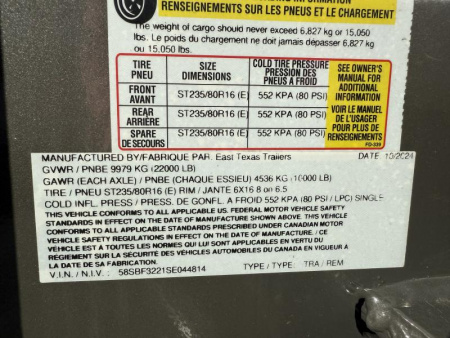 RENSEIGNEMENTS SUR LES PNEUS ET LE CHARGEMENT
The weight of cargo should never exceed 6,827 kg or 15,050
lbs. Le poids du chargement ne doit jamais dépasser 6,827 kg
ou 15,050 lbs.
TIRE
PNEU
SIZE
DIMENSIONS
COLD TIRE PRESSURE
PRESSION DES
PNEUS A FROID
SEE OWNER'S
MANUAL FOR
ADDITIONAL
INFORMATION
VOIR LE MANUEL
DE L'USAGER
POUR PLUS DE
RENSEIGNEMENTS
FRONT
AVANT
ST235/80R16 (E)
552 KPA (80 PSI)
REAR
ARRIÈRE
ST235/80R16 (E)
552 KPA (80 PSI)
SPARE
DE SECOURS
ST235/80R16 (E)
552 KPA (80 PSI)
MANUFACTURED BY/FABRIQUE PAR: East Texas Trailers DATE: 10/2024
GVWR / PNBE 9979 KG (22000 LB)
GAWR (EACH AXLE) / PNBE (CHAQUE ESSIEU) 4536 KG (10000 LB)
TIRE / PNEU ST235/80R16 (E) RIM / JANTE 6X16 8 on 6.5
COLD INFL. PRESS / PRESS. DE GONFL. A FROID 552 KPA (80 PSI / LPC) SINGLE
THIS VEHICLE CONFORMS TO ALL APPLICABLE U.S. FEDERAL MOTOR VEHICLE SAFETY
STANDARDS IN EFFECT ON THE DATE OF MANUFACTURE SHOWN ABOVE. THIS VEHICLE
CONFORMS TO ALL APPLICABLE STANDARDS PRESCRIBED UNDER CANADIAN MOTOR
VEHICLE SAFETY REGULATIONS IN EFFECT ON THE DATE OF MANUFACTURE / CE
VEHICULE EST À TOUTES LES NORMES QUI LUI SONT APPLICABLES EN VERTU DU
REGIEMENT SUR LA SÉCURITÉ DES VÉHICLES AUTOMOBILES DU CANADA EN VIGUEUR A
LA DATE DE SA FABRICATION.
V.I.N. / N.I.V.: 58SBF3221SE044814 TYPE / TYPE: TRA / REM